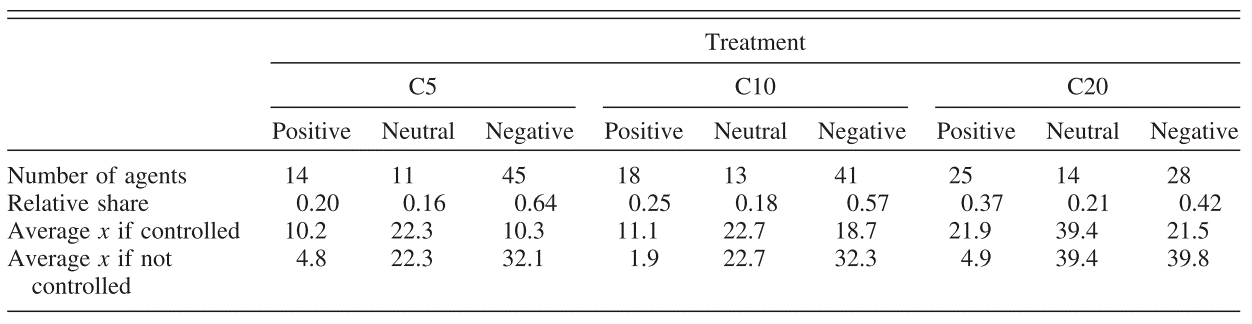 Treatment
C5 C10 C20
Positive Neutral Negative Positive Neutral Negative Positive Neutral Negative
Number of agents 14 11 45 18 13 41 25 14 28
Relative share 0.20 0.16 0.64 0.25 0.18 0.57 0.37 0.21 0.42
Average x if controlled 10.2 22.3 10.3 11.1 22.7 18.7 21.9 39.4 21.5
Average x if not 4.8 22.3 32.1 1.9 22.7 32.3 4.9 39.4 39.8
controlled